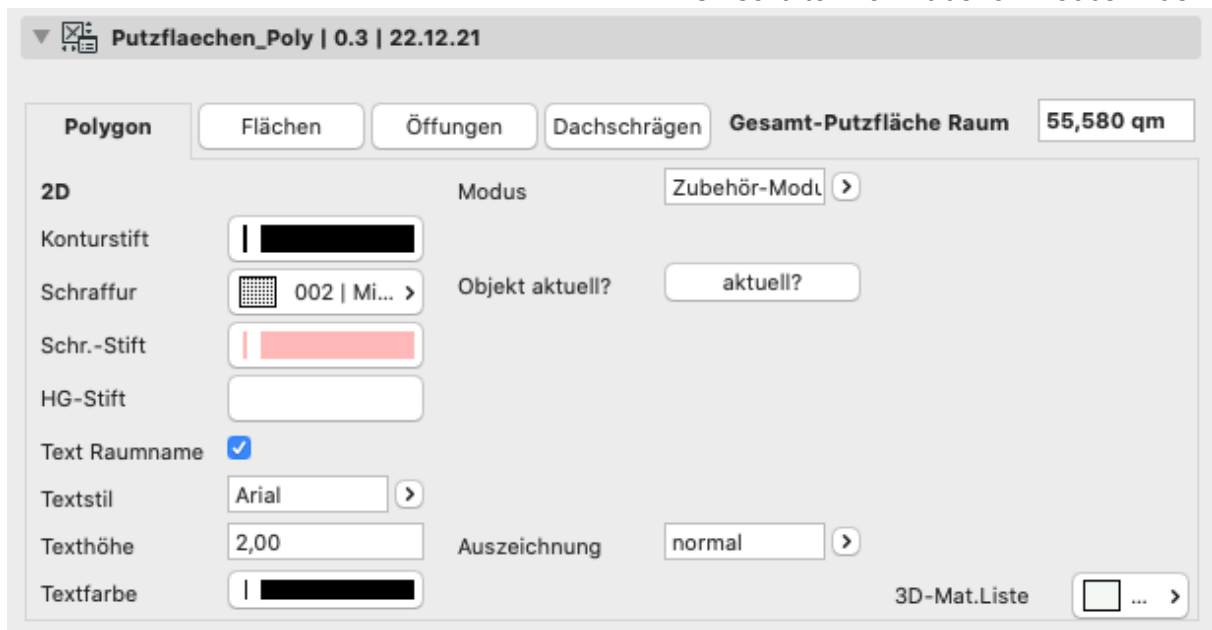 Putzflaechen_Poly | 0.3 | 22.12.21
Polygon Flächen Öffungen Dachschrägen Gesamt-Putzfläche Raum 55,580 qm
2D Modus Zubehör-Modu
Konturstift
Schraffur 002 | Mi... Objekt aktuell? aktuell?
Schr.-Stift
HG-Stift
Text Raumname
Textstil Arial
Texthöhe 2,00 Auszeichnung normal
Textfarbe
3D-Mat.Liste ...